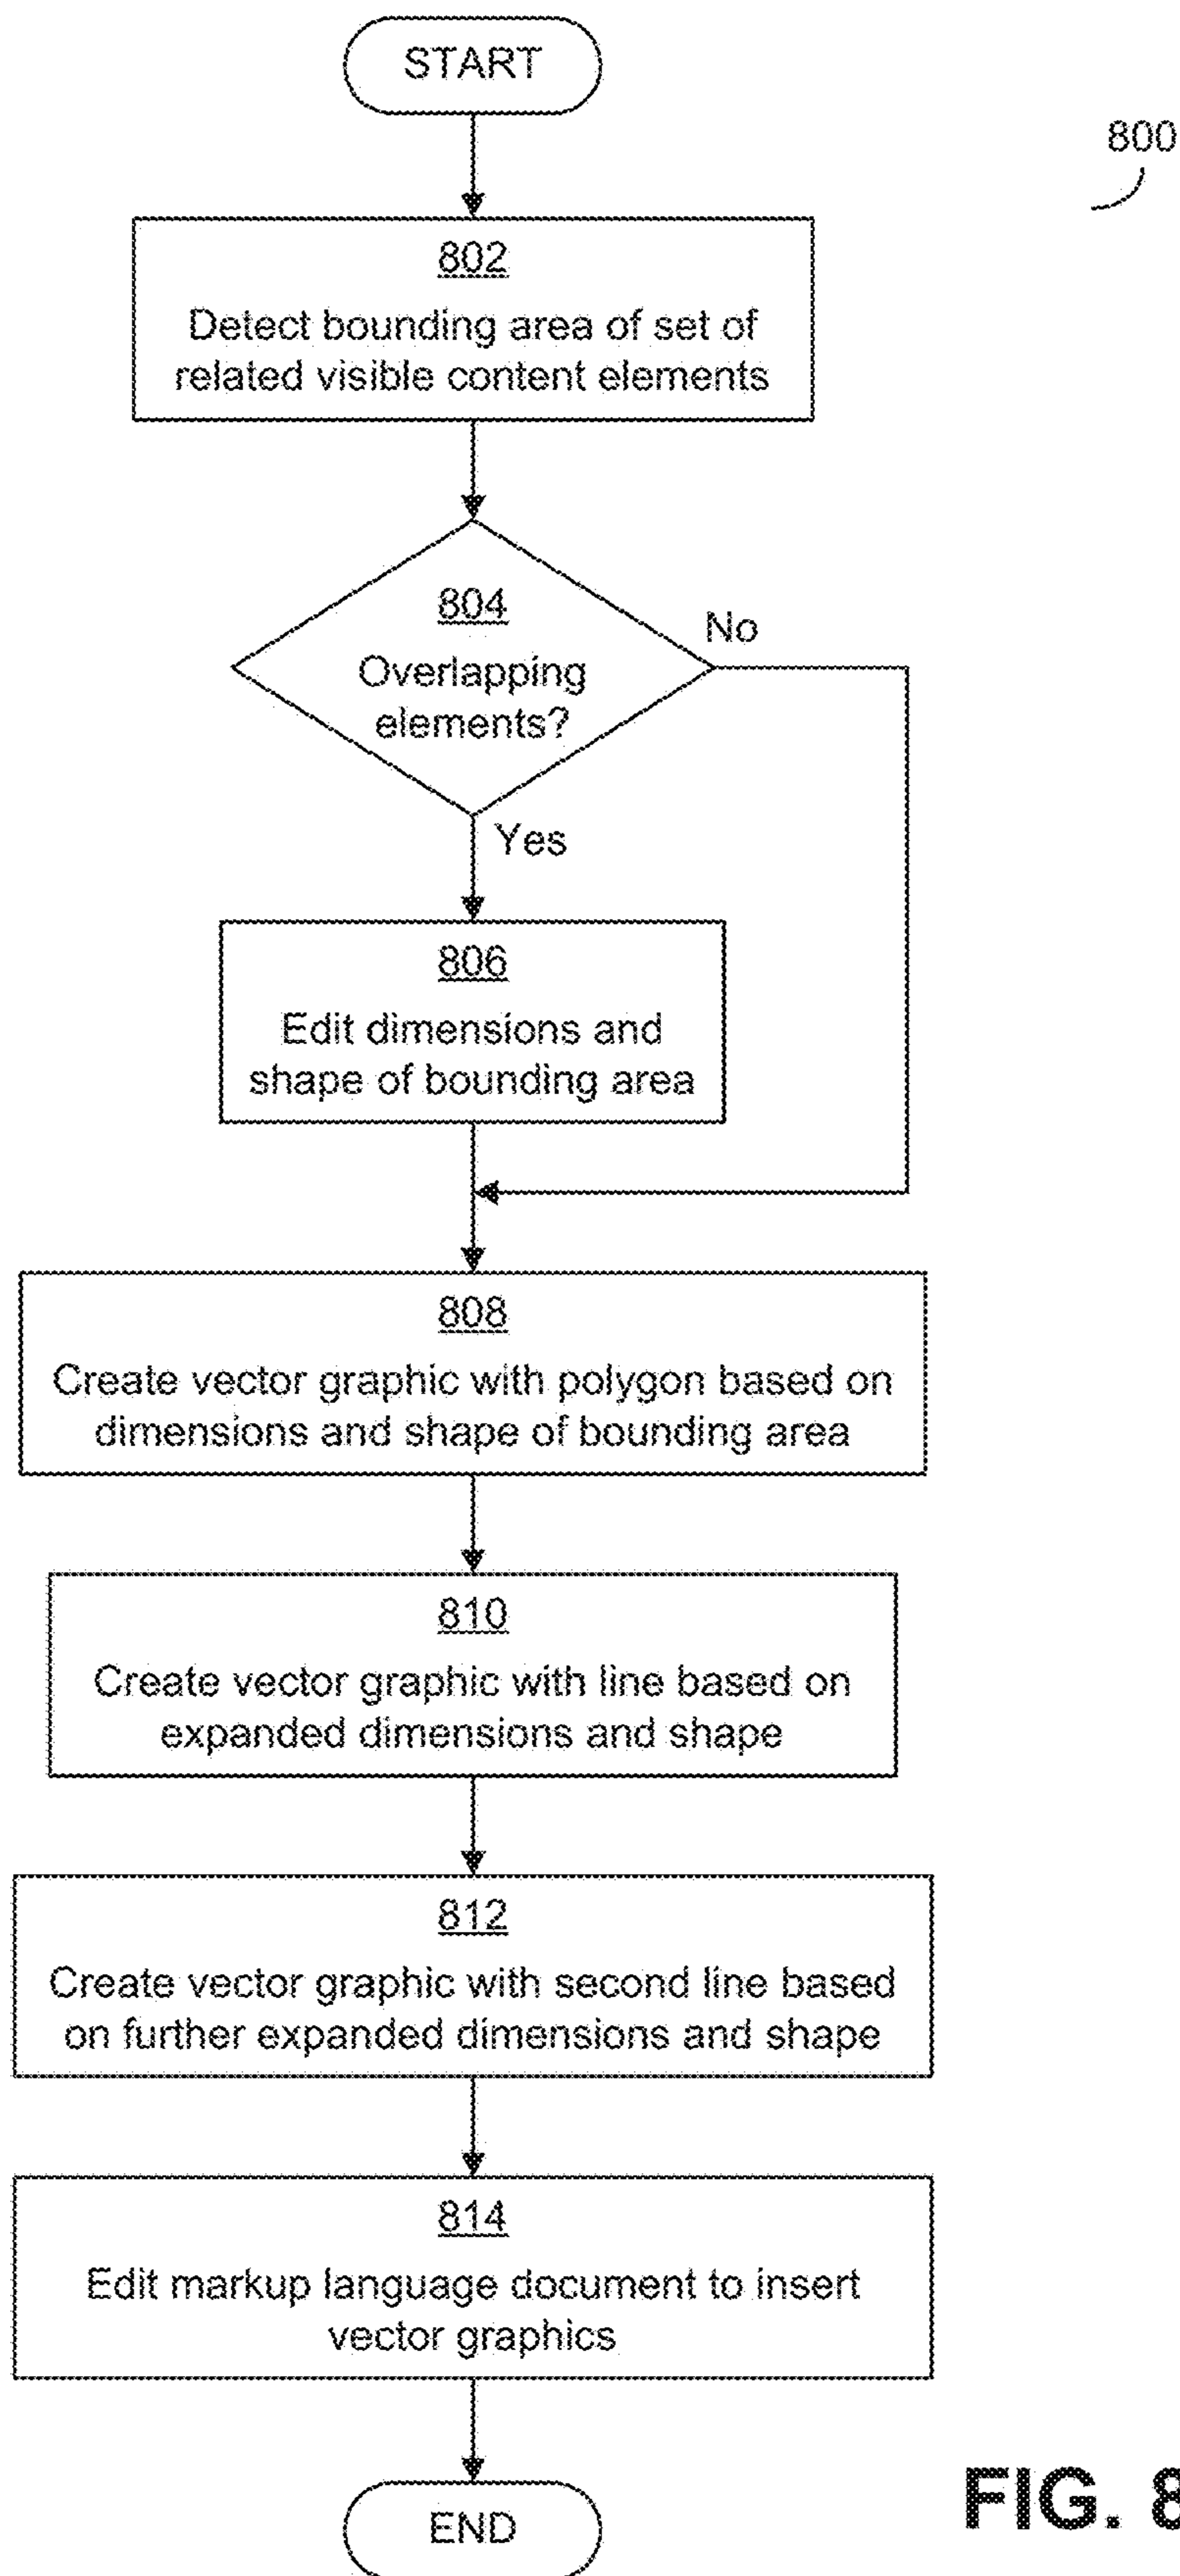 START
800
802
Detect bounding area of set of
related visible content elements
804
Overlapping
elements?
No
Yes
806
Edit dimensions and
shape of bounding area
808
Create vector graphic with polygon based on
dimensions and shape of bounding area
810
Create vector graphic with line based on
expanded dimensions and shape
812
Create vector graphic with second line based
on further expanded dimensions and shape
814
Edit markup language document to insert
vector graphics
END
FIG. 8